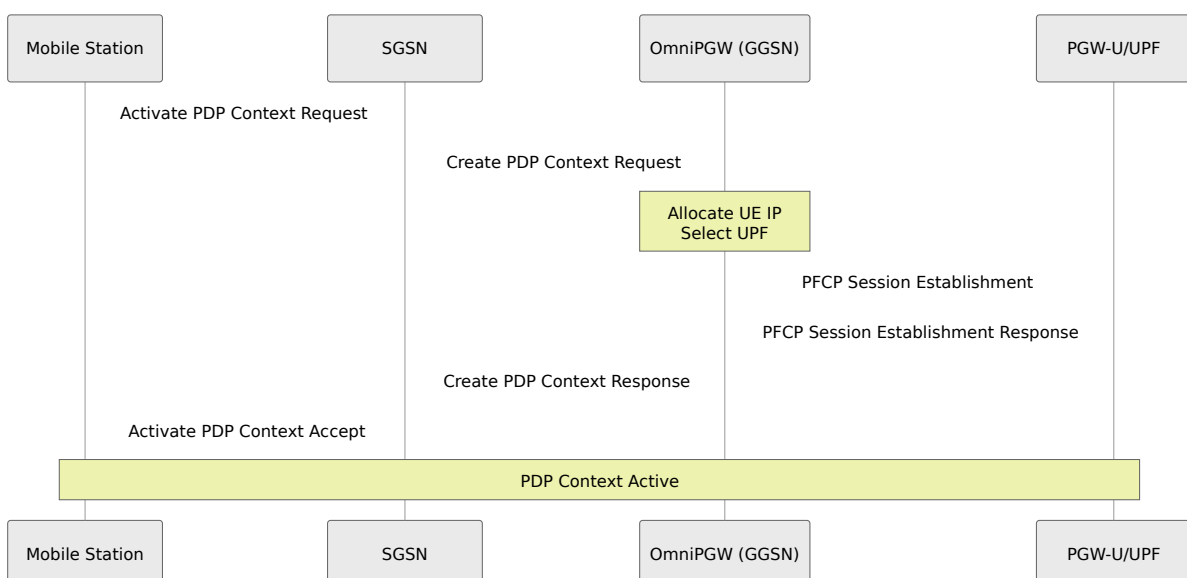 Mobile Station
SGSN
OmniPGW (GGSN)
PGW-U/UPF
Activate PDP Context Request
Create PDP Context Request
Allocate UE IP
Select UPF
PFCP Session Establishment
PFCP Session Establishment Response
Create PDP Context Response
Activate PDP Context Accept
PDP Context Active
Mobile Station
SGSN
OmniPGW (GGSN)
PGW-U/UPF